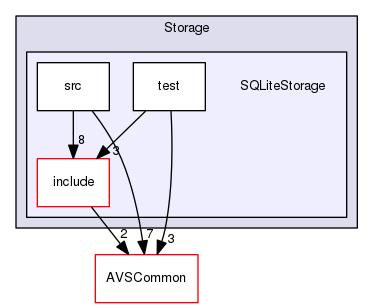 Storage
src
test
SQLiteStorage
8
3
include
2
7
3
AVSCommon